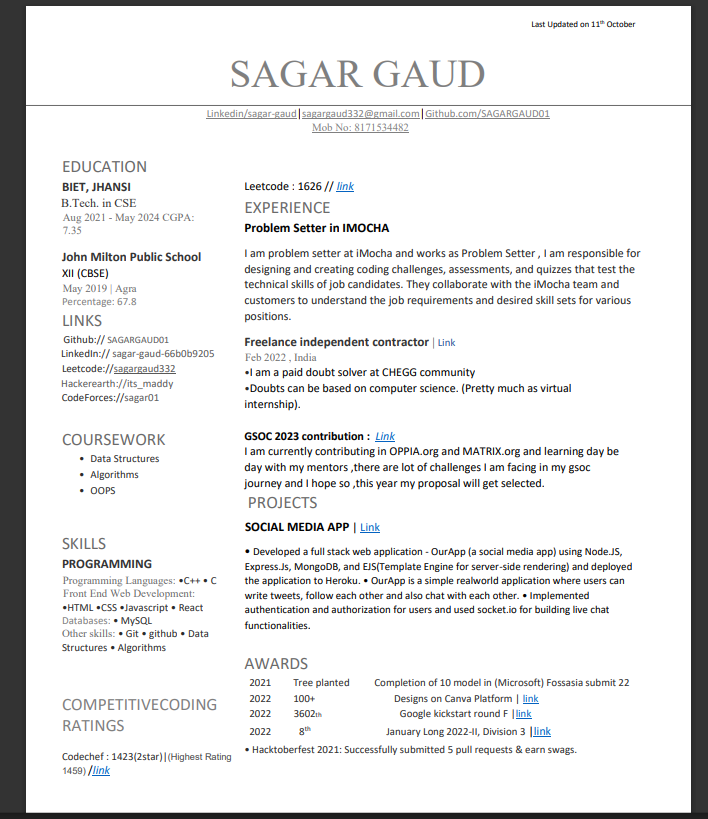 Last Updated on 11th October
SAGAR GAUD
Linkedin/sagar-gaud|sagargaud332@gmail.com|Github.com/SAGARGAUD01
Mob No: 8171534482
EDUCATION
BIET, JHANSI
B.Tech. in CSE
Aug 2021 - May 2024 CGPA:
7.35
John Milton Public School
XII (CBSE)
May 2019 | Agra
Percentage: 67.8
LINKS
Github:// SAGARGAUD01
LinkedIn:// sagar-gaud-66b0b9205
Leetcode://sagargaud332
Hackerearth://its_maddy
CodeForces://sagar01
COURSEWORK
• Data Structures
• Algorithms
• OOPS
SKILLS
PROGRAMMING
Programming Languages: •C++ • C
Front End Web Development:
•HTML •CSS •Javascript • React
Databases: • MySQL
Other skills: • Git • github • Data
Structures • Algorithms
COMPETITIVECODING
RATINGS
Codechef : 1423(2star)|(Highest Rating
1459) /link
Leetcode : 1626 // link
EXPERIENCE
Problem Setter in IMOCHA
I am problem setter at iMocha and works as Problem Setter , I am responsible for
designing and creating coding challenges, assessments, and quizzes that test the
technical skills of job candidates. They collaborate with the iMocha team and
customers to understand the job requirements and desired skill sets for various
positions.
Freelance independent contractor | Link
Feb 2022 , India
•I am a paid doubt solver at CHEGG community
•Doubts can be based on computer science. (Pretty much as virtual
internship).
GSOC 2023 contribution : Link
I am currently contributing in OPPIA.org and MATRIX.org and learning day be
day with my mentors ,there are lot of challenges I am facing in my gsoc
journey and I hope so ,this year my proposal will get selected.
PROJECTS
SOCIAL MEDIA APP | Link
• Developed a full stack web application - OurApp (a social media app) using Node.JS,
Express.Js, MongoDB, and EJS(Template Engine for server-side rendering) and deployed
the application to Heroku. • OurApp is a simple realworld application where users can
write tweets, follow each other and also chat with each other. • Implemented
authentication and authorization for users and used socket.io for building live chat
functionalities.
AWARDS
2021 Tree planted Completion of 10 model in (Microsoft) Fossasia submit 22
2022 100+ Designs on Canva Platform | link
2022 3602th Google kickstart round F |link
2022 8th January Long 2022-II, Division 3 |link
• Hacktoberfest 2021: Successfully submitted 5 pull requests & earn swags.